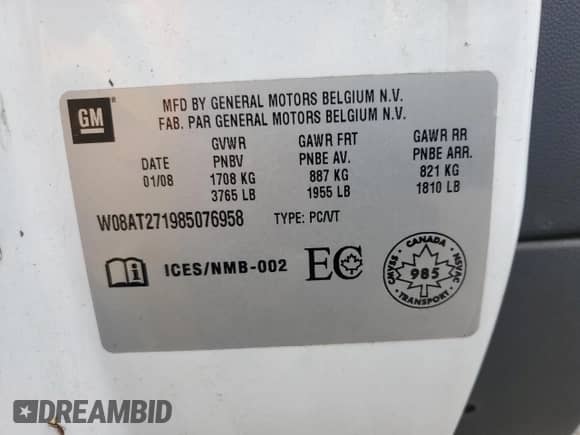 GM ®
MFD BY GENERAL MOTORS BELGIUM N.V.
FAB. PAR GENERAL MOTORS BELGIUM N.V.
GVWR GAWR FRT GAWR RR
DATE PNBV PNBE AV. PNBE ARR.
01/08 1708 KG 887 KG 821 KG
3765 LB 1955 LB 1810 LB
W08AT271985076958 TYPE: PC/VT
ICES/NMB-002 EC
CANADA
CMVSS 985 NSVAC
TRANSPORT
DREAMBID